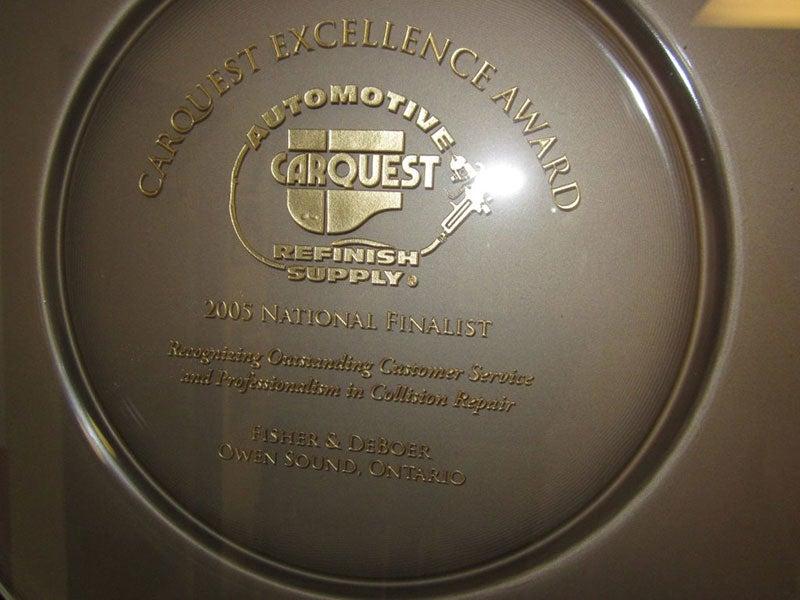 CARQUEST EXCELLENCE AWARD
AUTOMOTIVE
CARQUEST
REFINISH
SUPPLY®
2005 NATIONAL FINALIST
Recognizing Outstanding Customer Service
and Professionalism in Collision Repair
FISHER & DEBOER
OWEN SOUND, ONTARIO